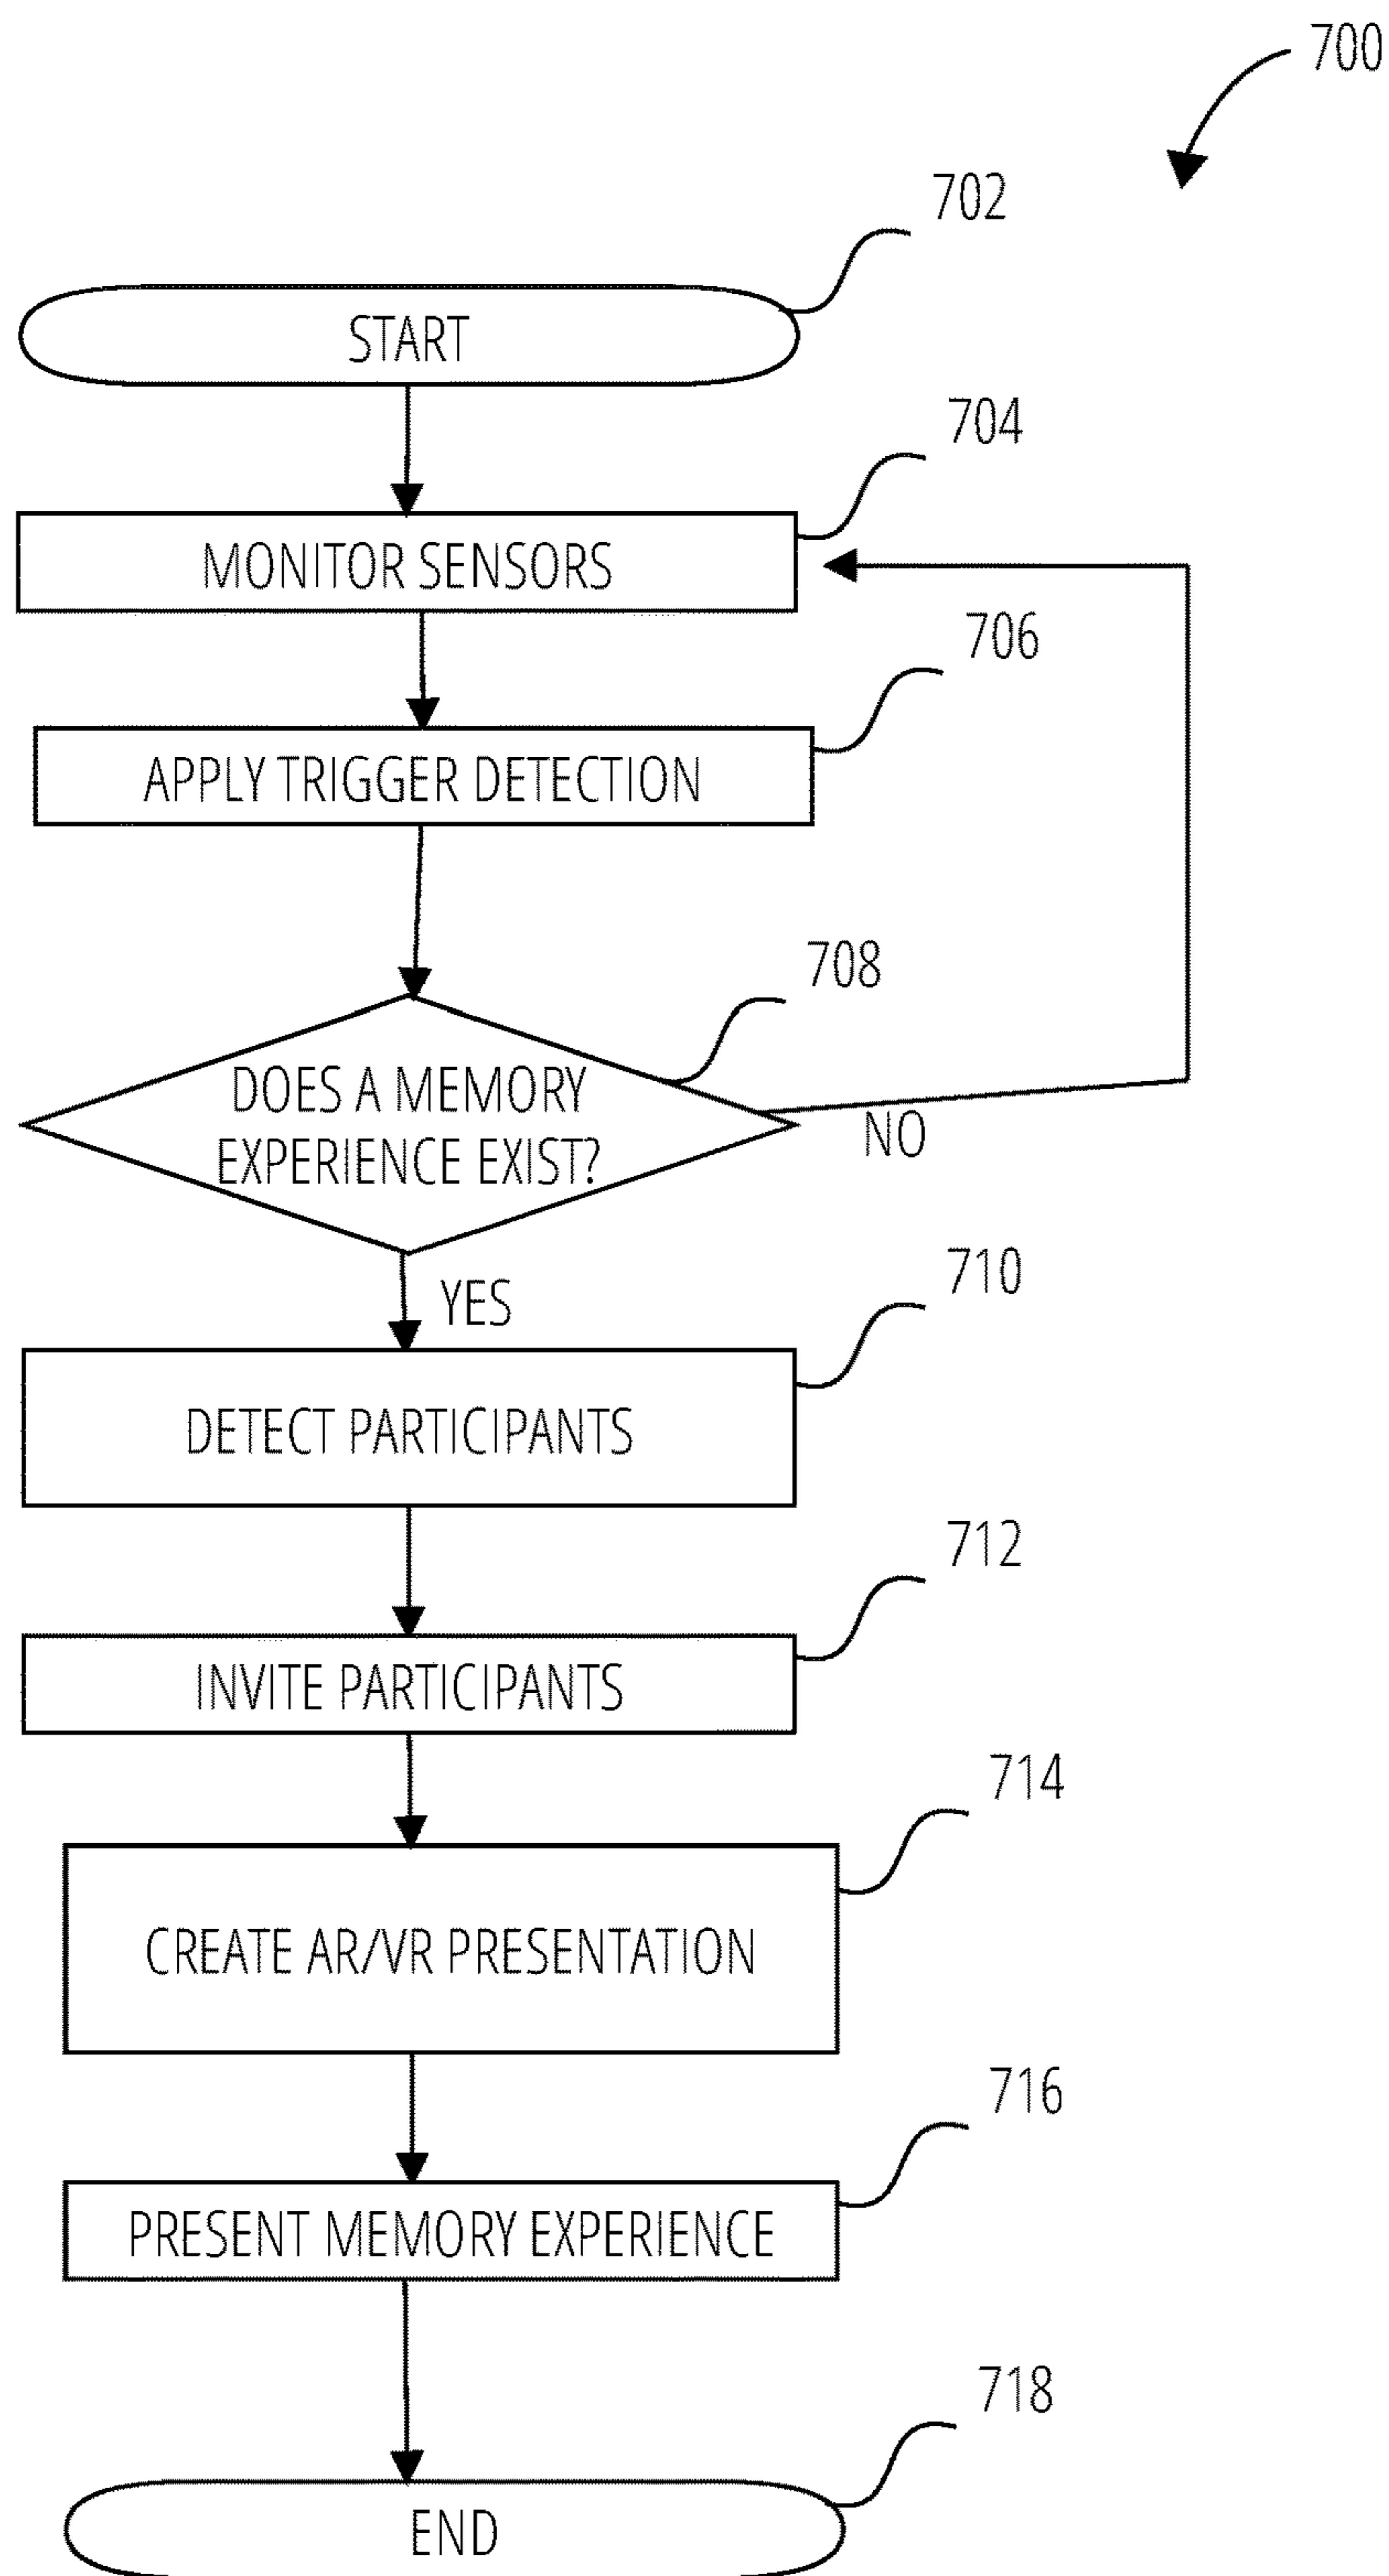 700
702
START
704
MONITOR SENSORS
706
APPLY TRIGGER DETECTION
708
DOES A MEMORY
EXPERIENCE EXIST?
NO
YES
710
DETECT PARTICIPANTS
712
INVITE PARTICIPANTS
714
CREATE AR/VR PRESENTATION
716
PRESENT MEMORY EXPERIENCE
718
END